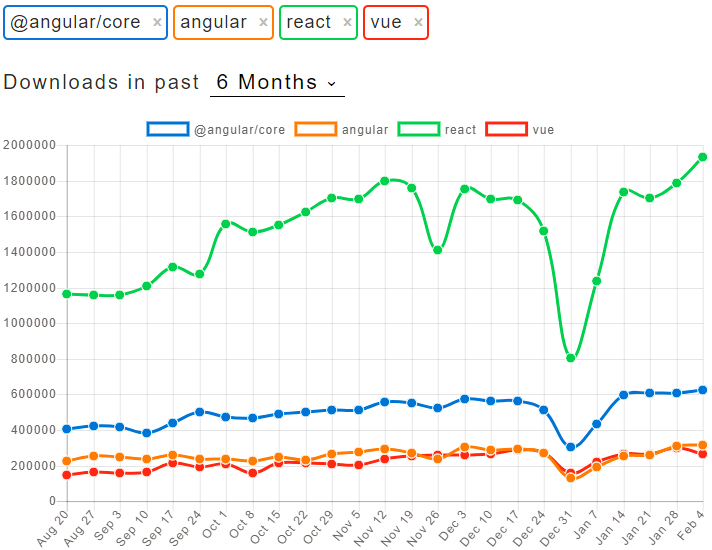 @angular/core × angular × react × vue ×
Downloads in past 6 Months
@angular/core angular react vue
2000000
1800000
1600000
1400000
1200000
1000000
800000
600000
400000
200000
0
Aug 20 Aug 27 Sep 3 Sep 10 Sep 17 Sep 24 Oct 1 Oct 8 Oct 15 Oct 22 Oct 29 Nov 5 Nov 12 Nov 19 Nov 26 Dec 3 Dec 10 Dec 17 Dec 24 Dec 31 Jan 7 Jan 14 Jan 21 Jan 28 Feb 4